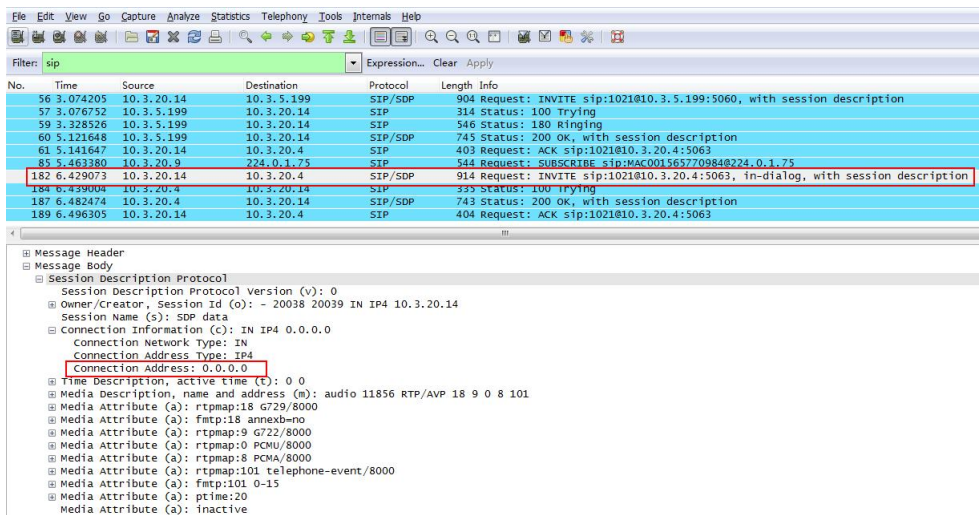 File Edit View Go Capture Analyze Statistics Telephony Tools Internals Help
Filter: sip Expression... Clear Apply
No. Time Source Destination Protocol Length Info
56 3.074205 10.3.20.14 10.3.5.199 SIP/SDP 904 Request: INVITE sip:1021@10.3.5.199:5060, with session description
57 3.076752 10.3.5.199 10.3.20.14 SIP 314 Status: 100 Trying
59 3.328526 10.3.5.199 10.3.20.14 SIP 546 Status: 180 Ringing
60 5.121648 10.3.5.199 10.3.20.14 SIP/SDP 745 Status: 200 OK, with session description
61 5.141647 10.3.20.14 10.3.20.4 SIP 403 Request: ACK sip:1021@10.3.20.4:5063
85 5.463380 10.3.20.9 224.0.1.75 SIP 544 Request: SUBSCRIBE sip:MAC001565770984@224.0.1.75
182 6.429073 10.3.20.14 10.3.20.4 SIP/SDP 914 Request: INVITE sip:1021@10.3.20.4:5063, in-dialog, with session description
184 6.439004 10.3.20.4 10.3.20.14 SIP 335 Status: 100 Trying
187 6.482474 10.3.20.4 10.3.20.14 SIP/SDP 743 Status: 200 OK, with session description
189 6.496305 10.3.20.14 10.3.20.4 SIP 404 Request: ACK sip:1021@10.3.20.4:5063
Message Header
Message Body
Session Description Protocol
Session Description Protocol Version (v): 0
Owner/Creator, Session Id (o): - 20038 20039 IN IP4 10.3.20.14
Session Name (s): SDP data
Connection Information (c): IN IP4 0.0.0.0
Connection Network Type: IN
Connection Address Type: IP4
Connection Address: 0.0.0.0
Time Description, active time (t): 0 0
Media Description, name and address (m): audio 11856 RTP/AVP 18 9 0 8 101
Media Attribute (a): rtpmap:18 G729/8000
Media Attribute (a): fmtp:18 annexb=no
Media Attribute (a): rtpmap:9 G722/8000
Media Attribute (a): rtpmap:0 PCMU/8000
Media Attribute (a): rtpmap:8 PCMA/8000
Media Attribute (a): rtpmap:101 telephone-event/8000
Media Attribute (a): fmtp:101 0-15
Media Attribute (a): ptime:20
Media Attribute (a): inactive